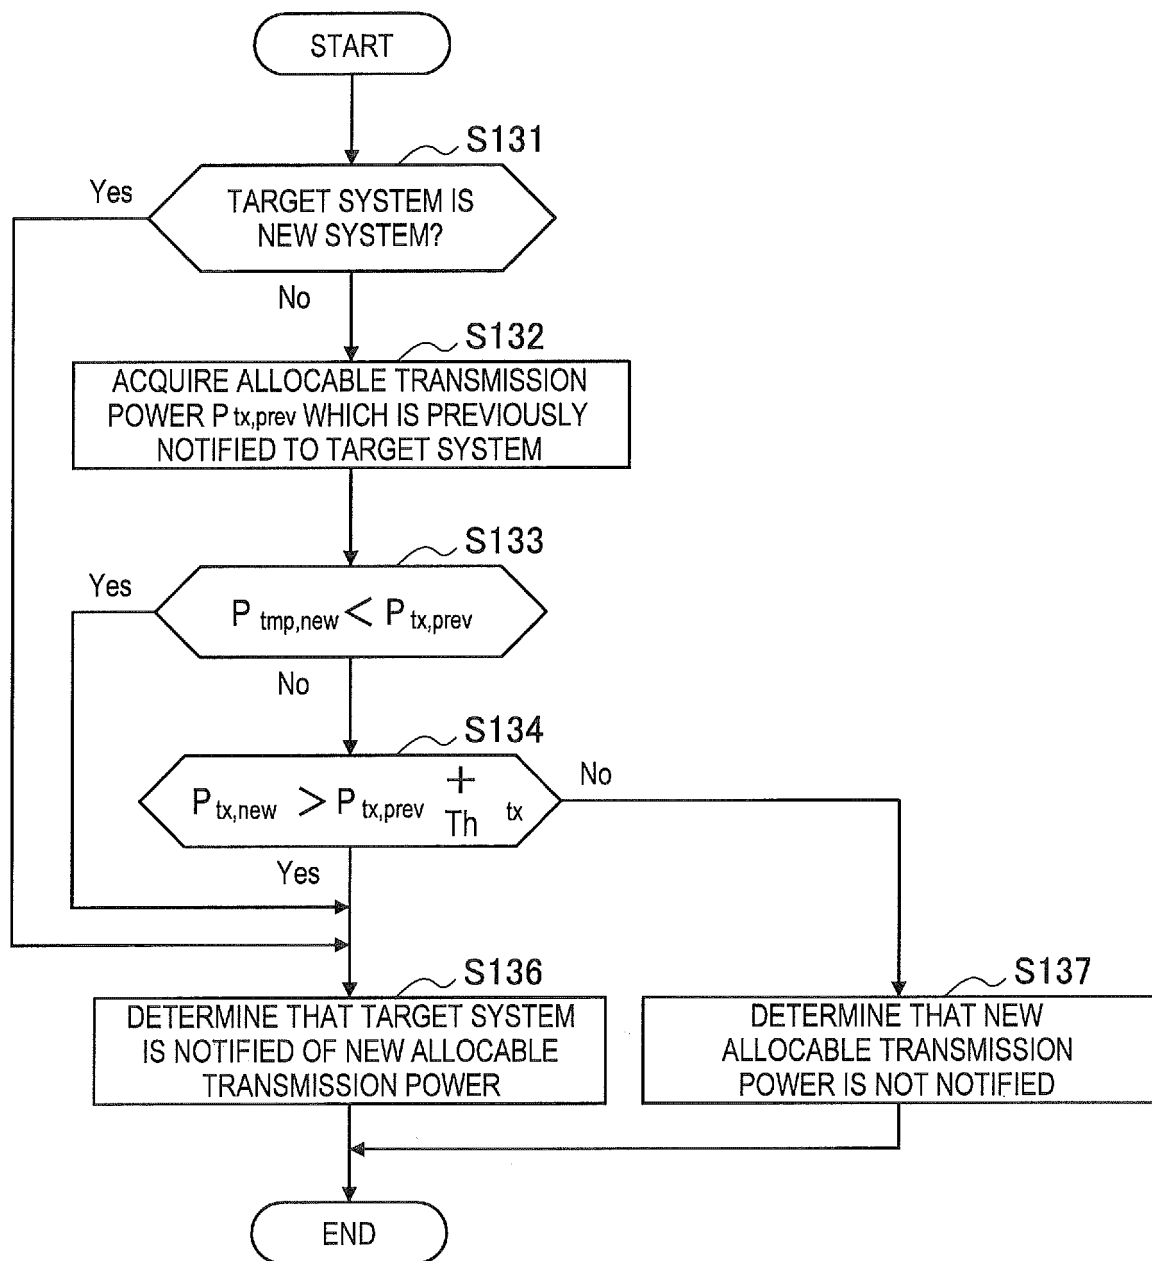 START
S131
Yes
TARGET SYSTEM IS
NEW SYSTEM?
No
S132
ACQUIRE ALLOCABLE TRANSMISSION
POWER P tx,prev WHICH IS PREVIOUSLY
NOTIFIED TO TARGET SYSTEM
S133
Yes
P tmp,new < P tx,prev
No
S134
P tx,new > P tx,prev + Th tx
No
Yes
S136
DETERMINE THAT TARGET SYSTEM
IS NOTIFIED OF NEW ALLOCABLE
TRANSMISSION POWER
S137
DETERMINE THAT NEW
ALLOCABLE TRANSMISSION
POWER IS NOT NOTIFIED
END